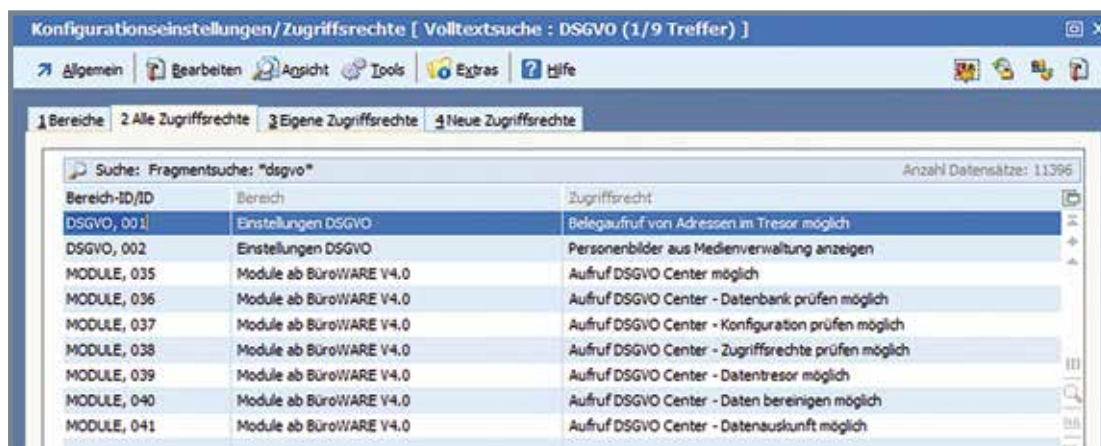 Konfigurationseinstellungen/Zugriffsrechte [ Volltextsuche : DSGVO (1/9 Treffer) ]
Allgemein Bearbeiten Ansicht Tools Extras Hilfe
1 Bereiche 2 Alle Zugriffsrechte 3 Eigene Zugriffsrechte 4 Neue Zugriffsrechte
Suche: Fragmentsuche: "dsgvo" Anzahl Datensätze: 11396
Bereich-ID/ID Bereich Zugriffsrecht
DSGVO, 001 Einstellungen DSGVO Belegaufruf von Adressen im Tresor möglich
DSGVO, 002 Einstellungen DSGVO Personenbilder aus Medienverwaltung anzeigen
MODULE, 035 Module ab BüroWARE V4.0 Aufruf DSGVO Center möglich
MODULE, 036 Module ab BüroWARE V4.0 Aufruf DSGVO Center - Datenbank prüfen möglich
MODULE, 037 Module ab BüroWARE V4.0 Aufruf DSGVO Center - Konfiguration prüfen möglich
MODULE, 038 Module ab BüroWARE V4.0 Aufruf DSGVO Center - Zugriffsrechte prüfen möglich
MODULE, 039 Module ab BüroWARE V4.0 Aufruf DSGVO Center - Datentresor möglich
MODULE, 040 Module ab BüroWARE V4.0 Aufruf DSGVO Center - Daten bereinigen möglich
MODULE, 041 Module ab BüroWARE V4.0 Aufruf DSGVO Center - Datenauskunft möglich